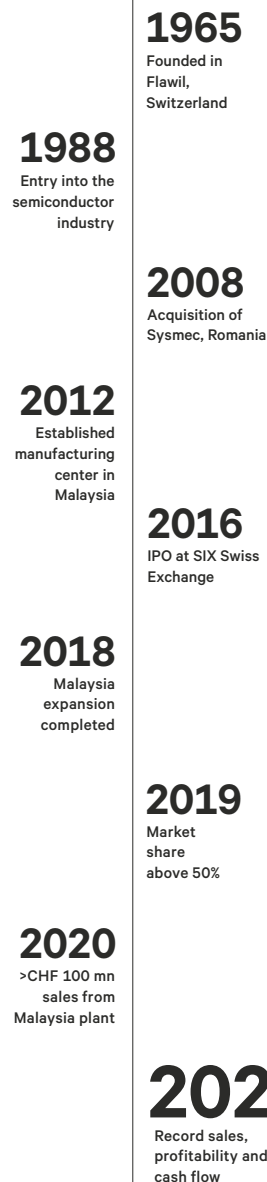 1965
Founded in
Flawil,
Switzerland
1988
Entry into the
semiconductor
industry
2008
Acquisition of
Sysmec, Romania
2012
Established
manufacturing
center in
Malaysia
2016
IPO at SIX Swiss
Exchange
2018
Malaysia
expansion
completed
2019
Market
share
above 50%
2020
>CHF 100 mn
sales from
Malaysia plant
202
Record sales,
profitability and
cash flow